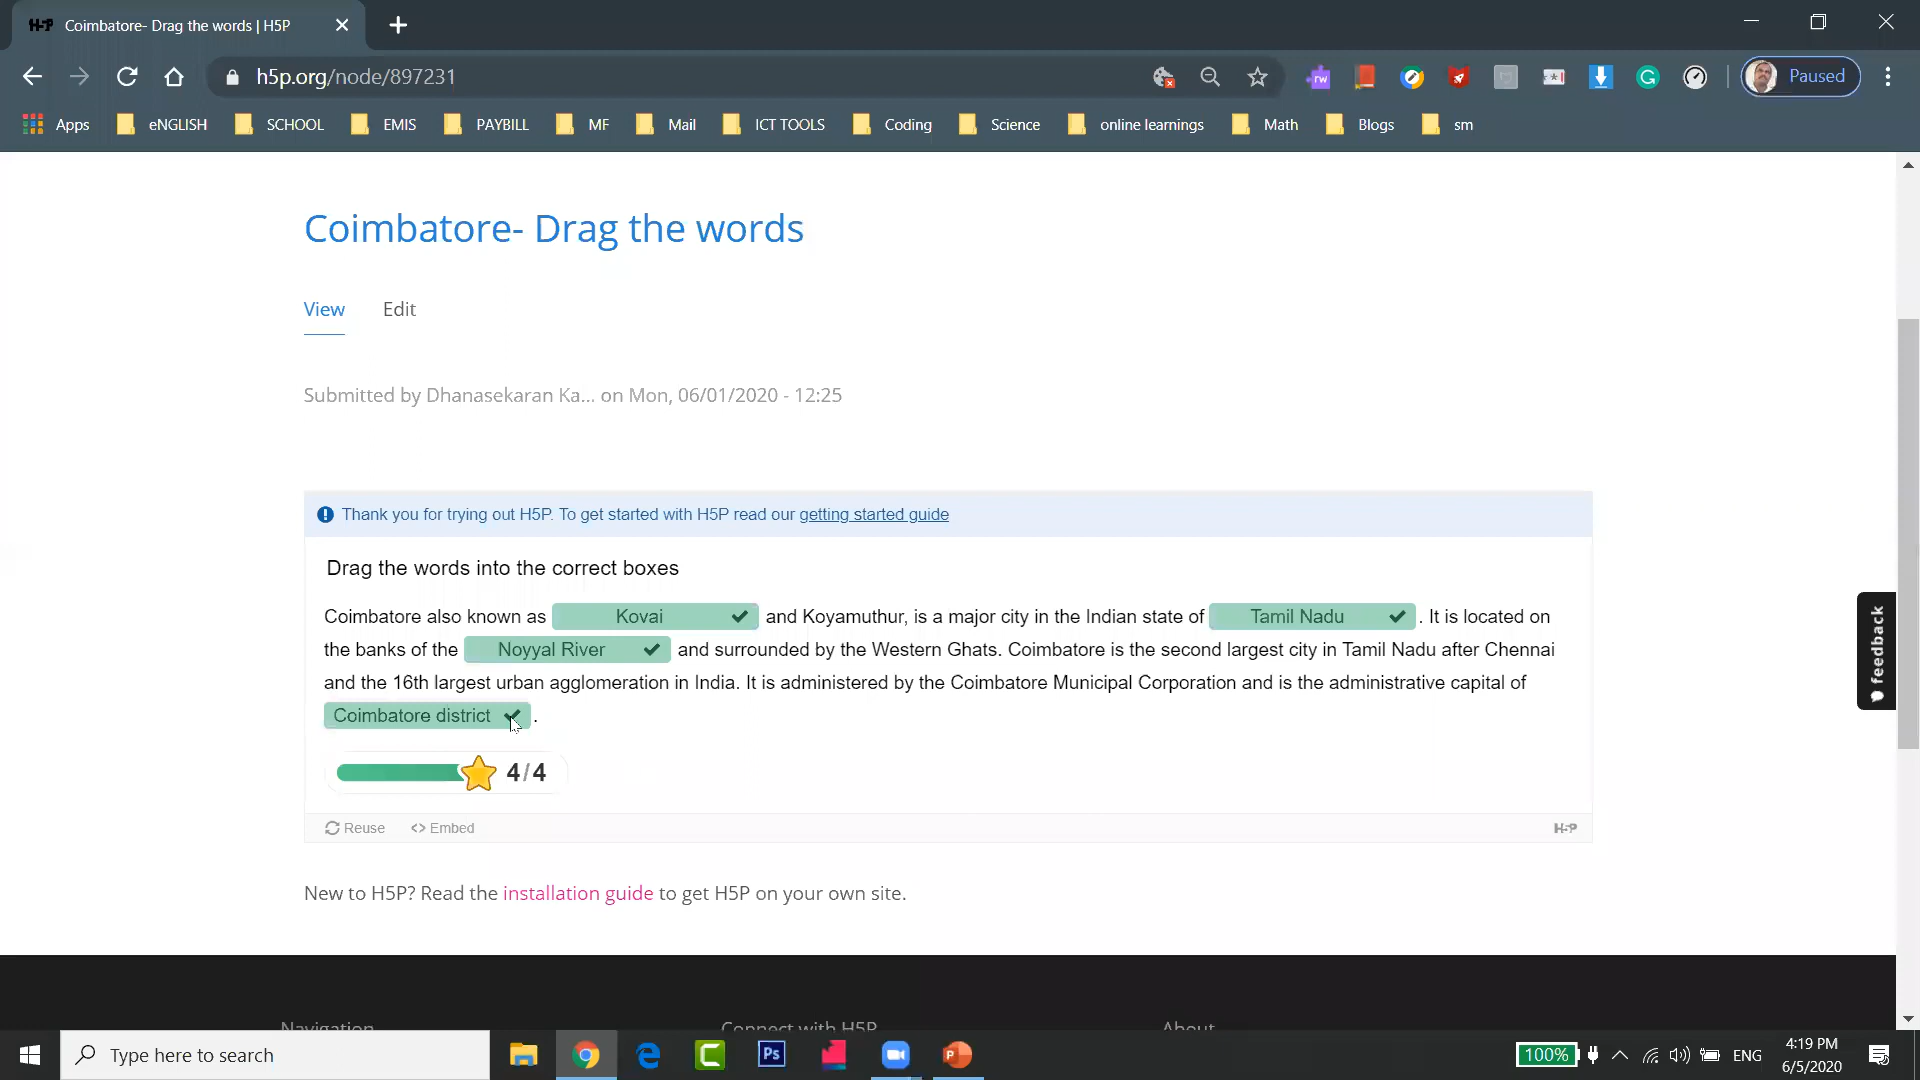 H-P Coimbatore- Drag the words | H5P
h5p.org/node/897231
rw
Paused
Apps eNGLISH SCHOOL EMIS PAYBILL MF Mail ICT TOOLS Coding Science online learnings Math Blogs sm
Coimbatore- Drag the words
View Edit
Submitted by Dhanasekaran Ka... on Mon, 06/01/2020 - 12:25
Thank you for trying out H5P. To get started with H5P read our getting started guide
Drag the words into the correct boxes
Coimbatore also known as Kovai and Koyamuthur, is a major city in the Indian state of Tamil Nadu . It is located on
the banks of the Noyyal River and surrounded by the Western Ghats. Coimbatore is the second largest city in Tamil Nadu after Chennai
and the 16th largest urban agglomeration in India. It is administered by the Coimbatore Municipal Corporation and is the administrative capital of
Coimbatore district .
feedback
4/4
Reuse <> Embed H5P
New to H5P? Read the installation guide to get H5P on your own site.
Navigation Connect with H5P About
Type here to search
Ps
100% ENG
4:19 PM
6/5/2020